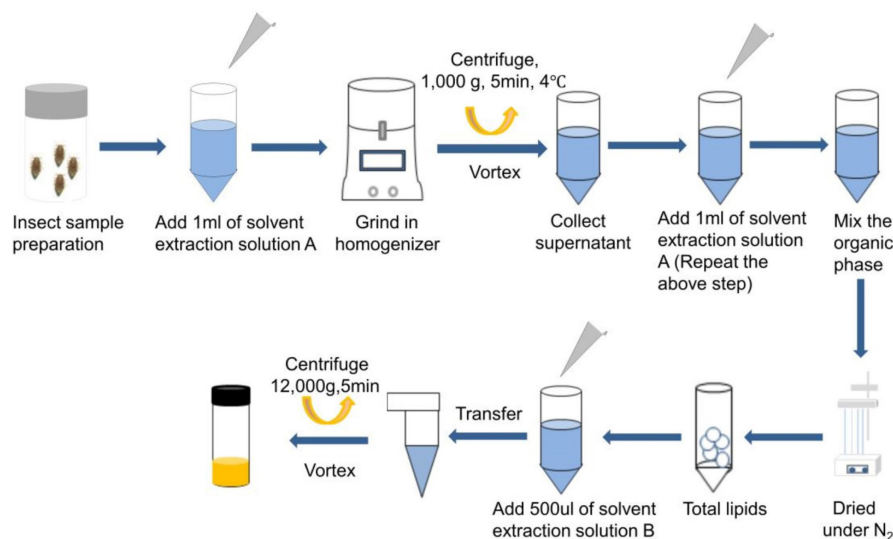 Insect sample
preparation
Add 1ml of solvent
extraction solution A
Grind in
homogenizer
Centrifuge,
1,000 g, 5min, 4℃
Vortex
Collect
supernatant
Add 1ml of solvent
extraction solution
A (Repeat the
above step)
Mix the
organic
phase
Dried
under N₂
Total lipids
Add 500ul of solvent
extraction solution B
Transfer
Centrifuge
12,000g,5min
Vortex